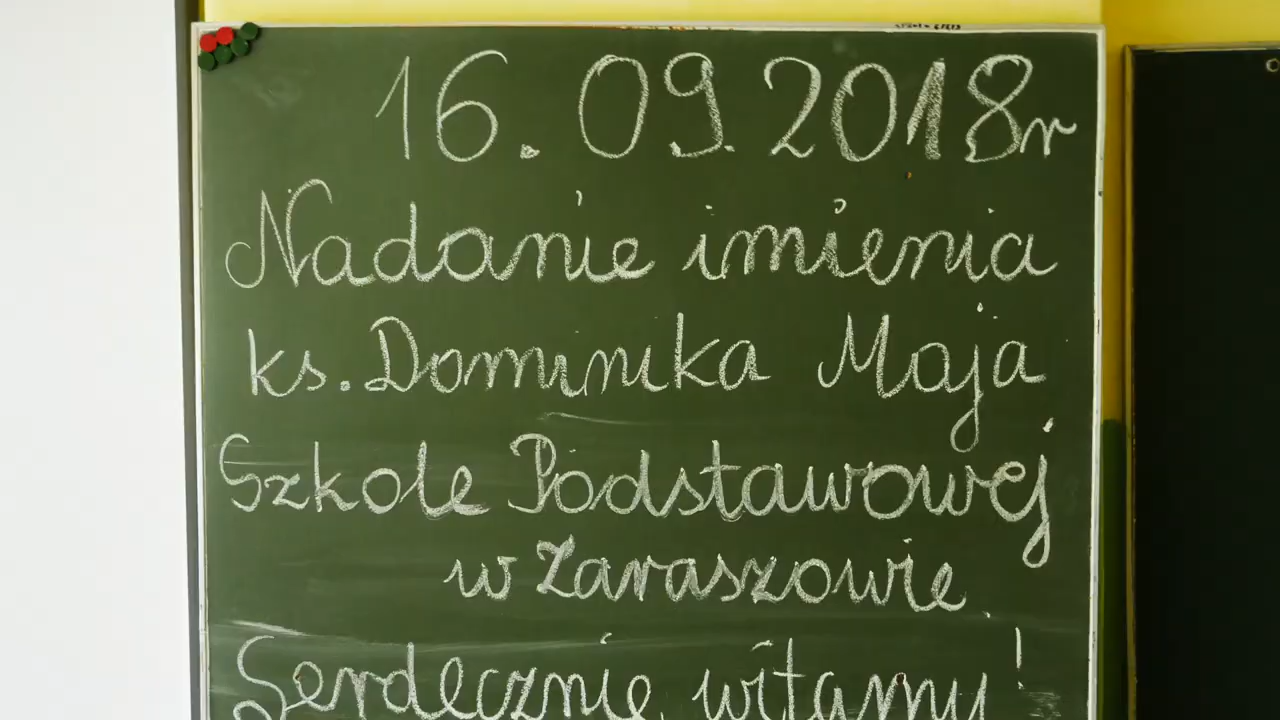 16.09.2018r
Nadanie imienia
ks. Dominika Maja
Szkole Podstawowej
w Zaraszowie.
Serdecznie witamy!